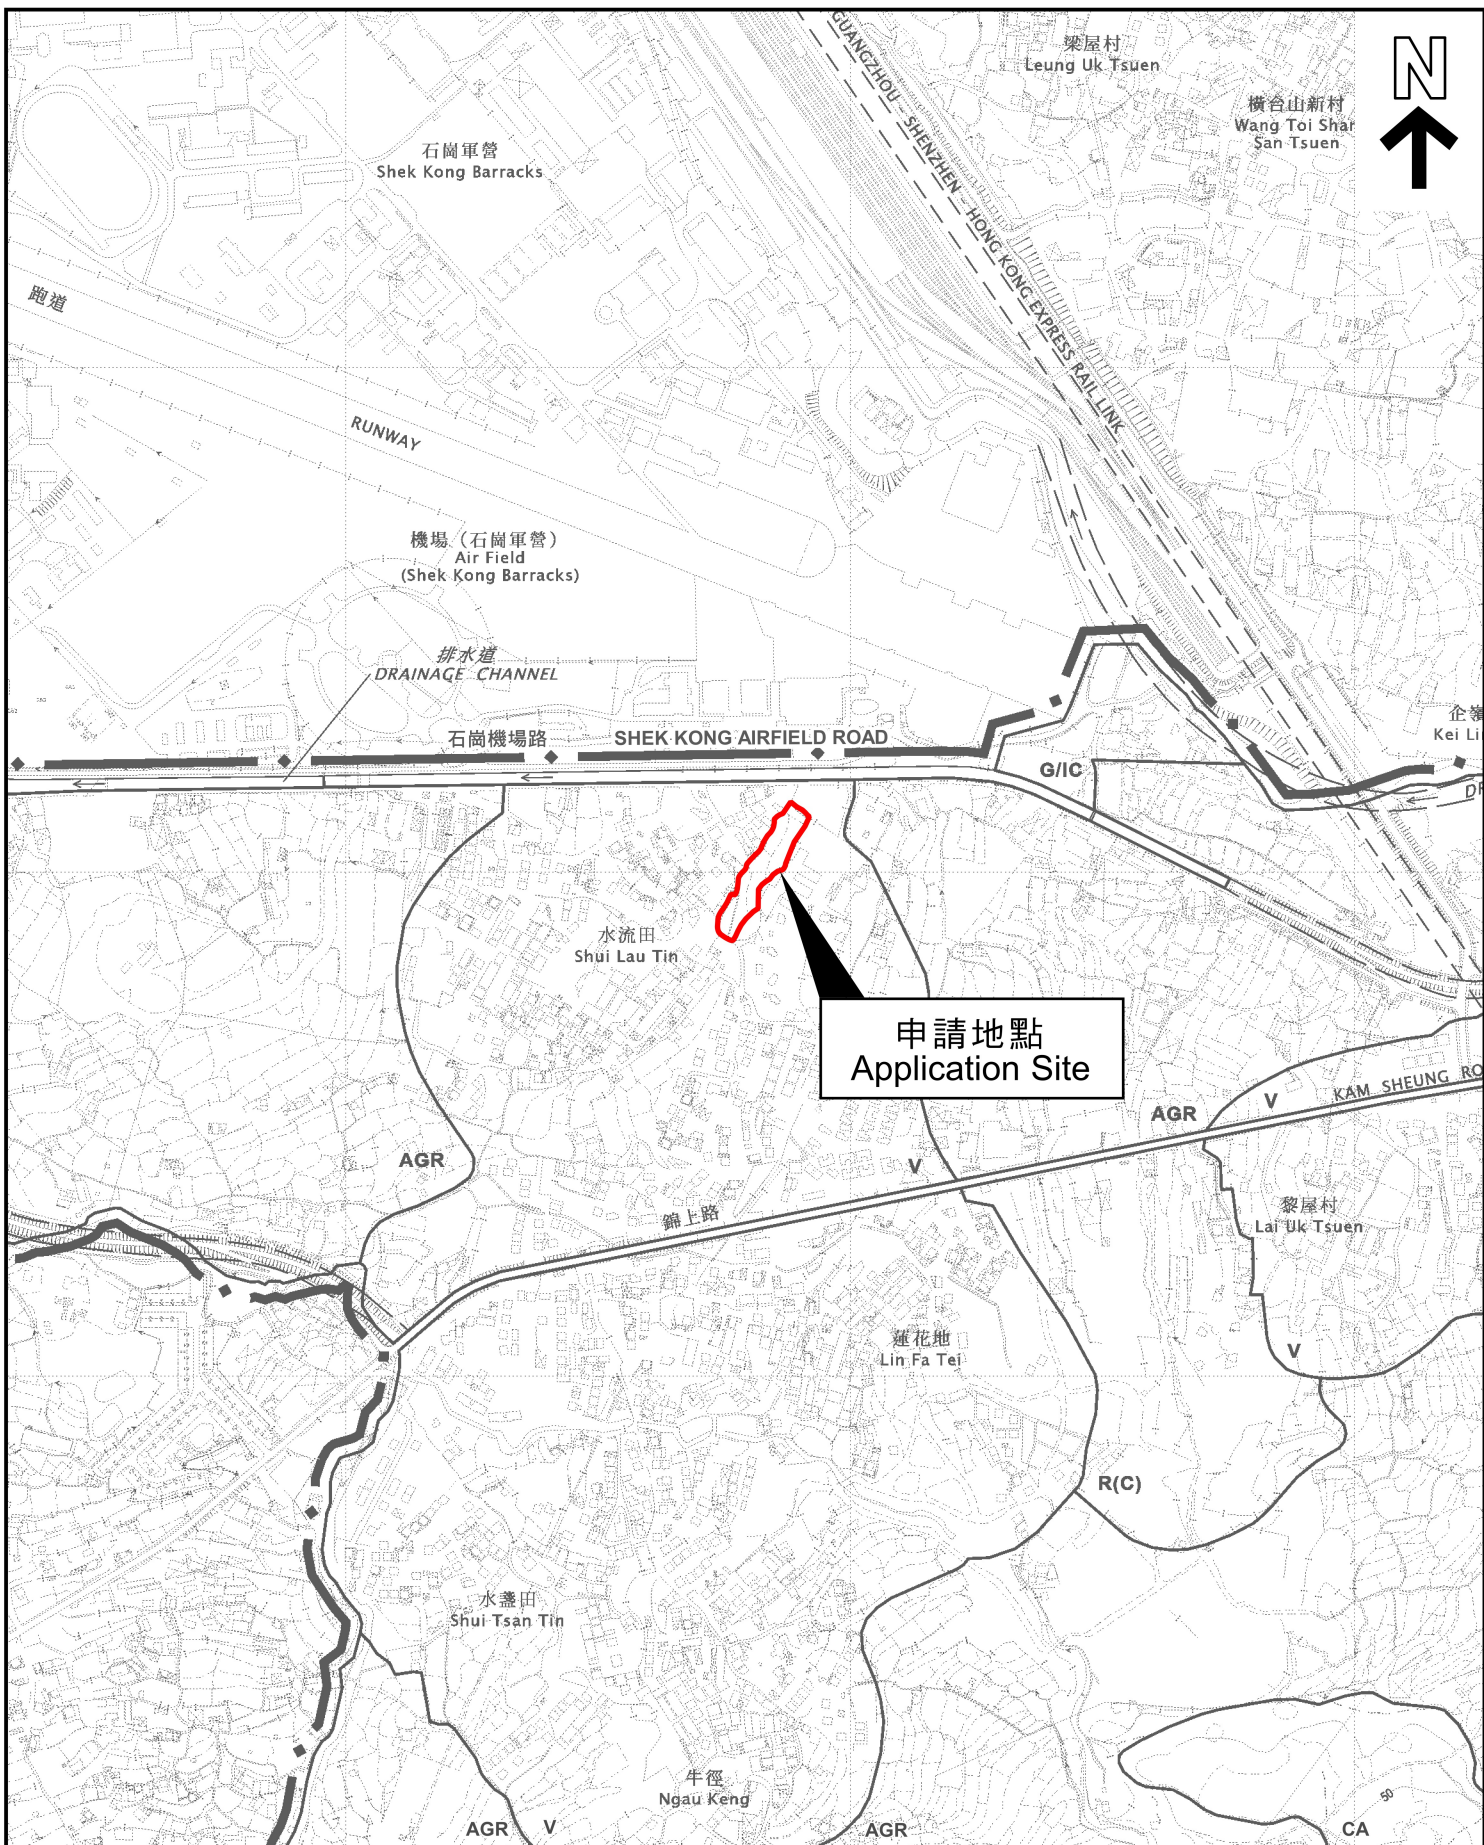 梁屋村
Leung Uk Tsuen
N
橫台山新村
Wang Toi Shan
San Tsuen
石崗軍營
Shek Kong Barracks
GUANGZHOU - SHENZHEN - HONG KONG EXPRESS RAIL LINK
跑道
RUNWAY
機場（石崗軍營）
Air Field
(Shek Kong Barracks)
排水道
DRAINAGE CHANNEL
企嶺
Kei Li
石崗機場路
SHEK KONG AIRFIELD ROAD
G/IC
DR
水流田
Shui Lau Tin
申請地點
Application Site
KAM SHEUNG RO
V
AGR
AGR
V
錦上路
黎屋村
Lai Uk Tsuen
蓮花地
Lin Fa Tei
V
R(C)
水盞田
Shui Tsan Tin
牛徑
Ngau Keng
50
AGR
V
AGR
CA